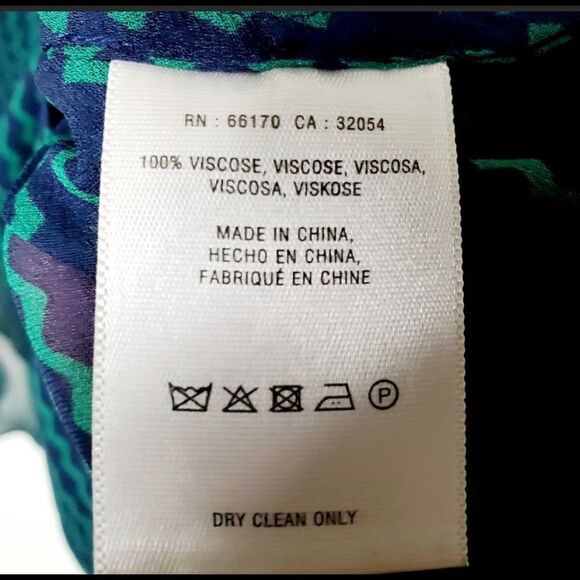 RN : 66170 CA : 32054
100% VISCOSE, VISCOSE, VISCOSA,
VISCOSA, VISKOSE
MADE IN CHINA,
HECHO EN CHINA,
FABRIQUÉ EN CHINE
P
DRY CLEAN ONLY